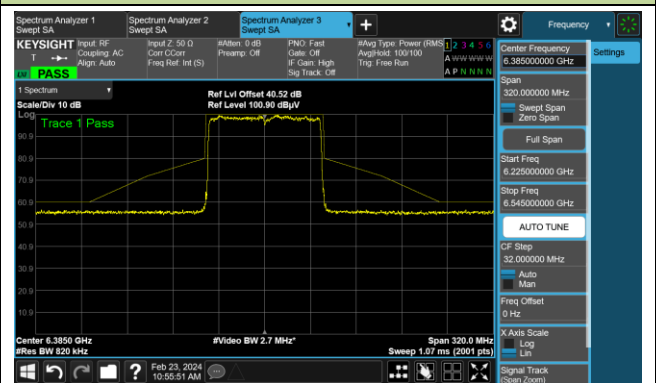 Spectrum Analyzer 1
Swept SA
Spectrum Analyzer 2
Swept SA
Spectrum Analyzer 3
Swept SA
Frequency
KEYSIGHT
Input: RF
Coupling: AC
Align: Auto
Input Z: 50 Ω
Corr CCorr
Freq Ref: Int (S)
#Atten: 0 dB
Preamp: Off
PNO: Fast
Gate: Off
IF Gain: High
Sig Track: Off
#Avg Type: Power (RMS
Avg|Hold: 100/100
Trig: Free Run
1 2 3 4 5 6
A W W W W W
A P N N N N
T
PASS
Center Frequency
6.385000000 GHz
Settings
1 Spectrum
Scale/Div 10 dB
Ref Lvl Offset 40.52 dB
Ref Level 100.90 dBµV
Log
Trace 1 Pass
90.9
80.9
70.9
60.9
50.9
40.9
30.9
20.9
10.9
Span
320.000000 MHz
Swept Span
Zero Span
Full Span
Start Freq
6.225000000 GHz
Stop Freq
6.545000000 GHz
AUTO TUNE
CF Step
32.000000 MHz
Auto
Man
Freq Offset
0 Hz
X Axis Scale
Log
Lin
Signal Track
(Span Zoom)
Center 6.3850 GHz
#Res BW 820 kHz
#Video BW 2.7 MHz*
Span 320.0 MHz
Sweep 1.07 ms (2001 pts)
Feb 23, 2024
10:55:51 AM